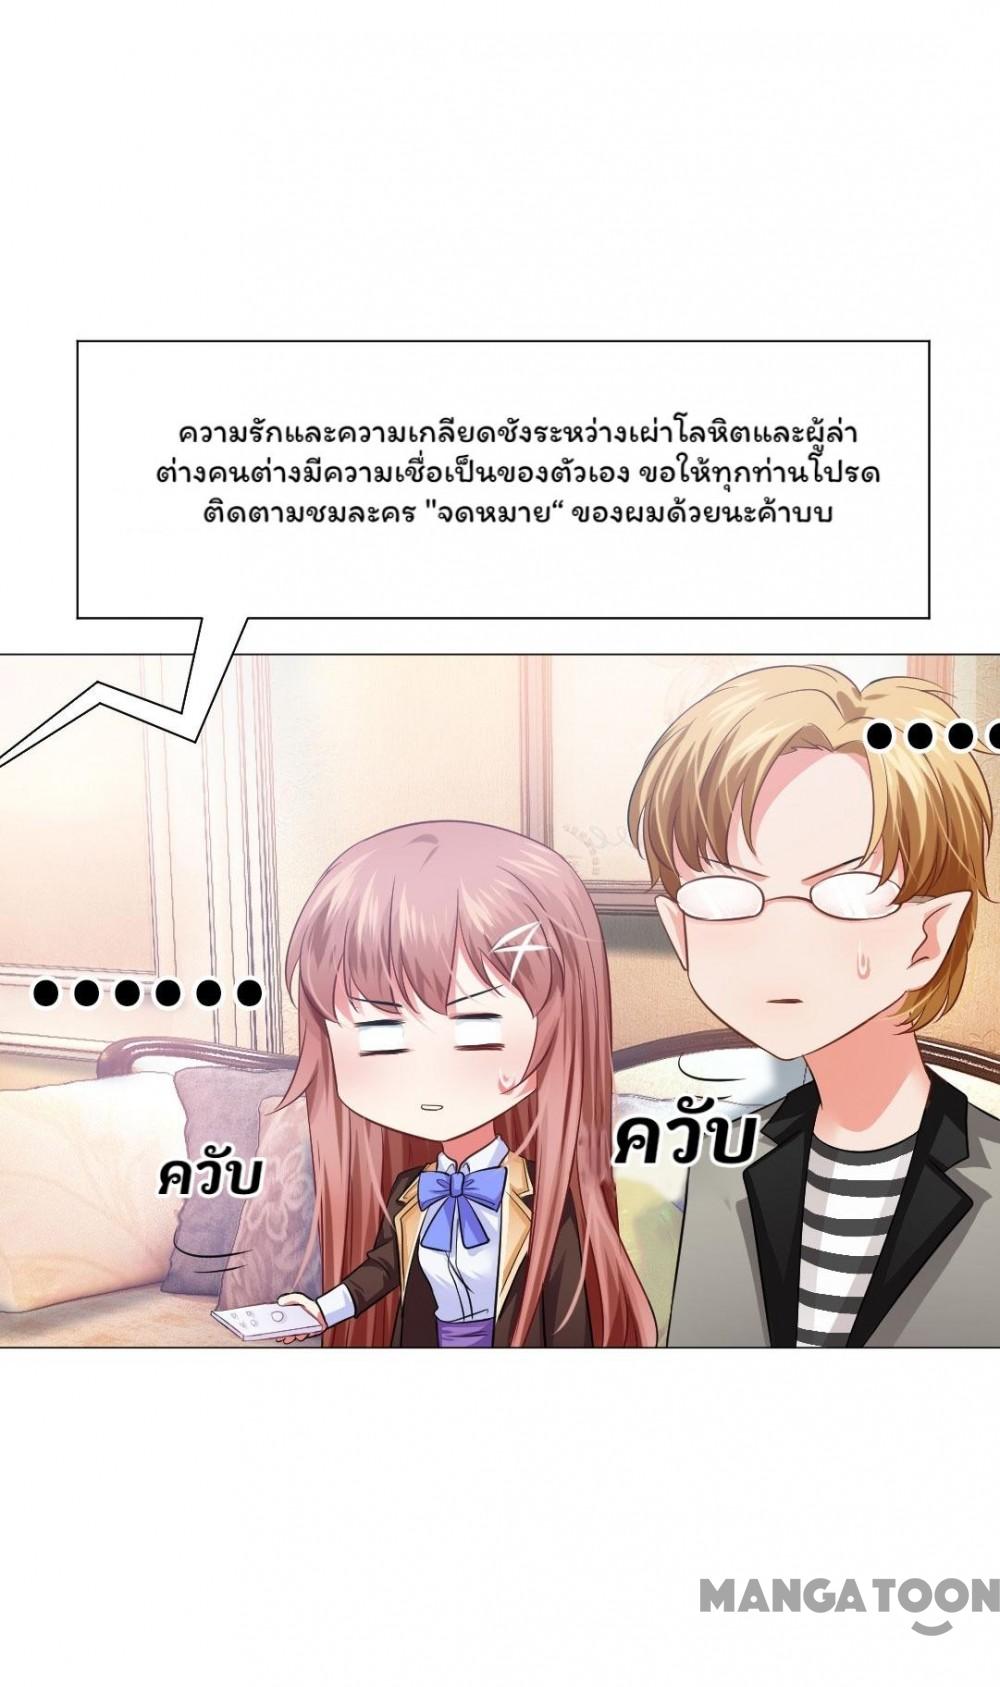 ความรักและความเกลียดชังระหว่างเผ่าโลหิตและผู้ล่า
ต่างคนต่างมีความเชื่อเป็นของตัวเอง ขอให้ทุกท่านโปรด
ติดตามชมละคร "จดหมาย“ ของผมด้วยนะค้าบบ
••••
••••••
ควับ
ควับ
MANGATOON